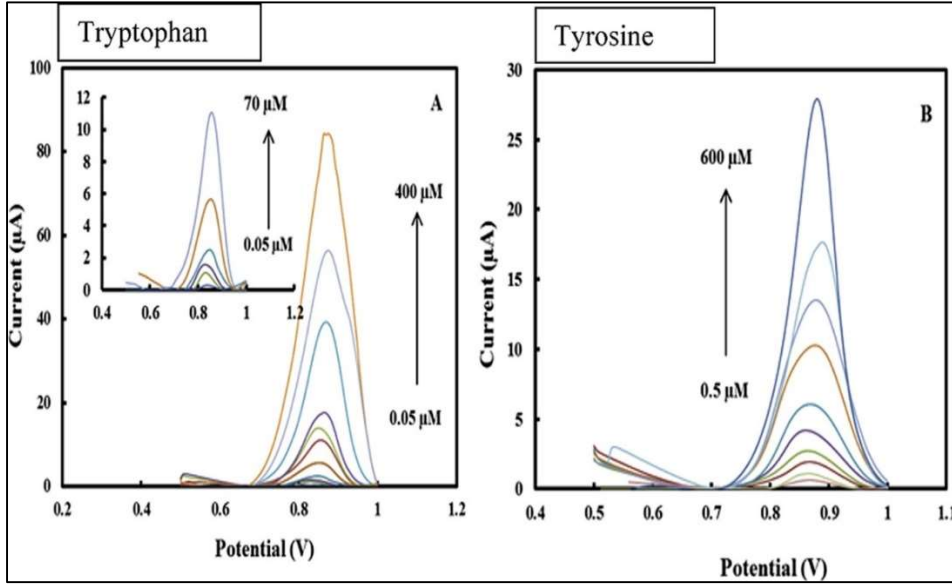 Tryptophan
Tyrosine
100
80
60
40
20
0
0.2
0.4
0.6
0.8
1
1.2
Current (µA)
Potential (V)
A
12
10
8
6
4
2
0
0.4
0.6
0.8
1
1.2
70 µM
0.05 µM
400 µM
0.05 µM
30
25
20
15
10
5
0
0.4
0.5
0.6
0.7
0.8
0.9
1
1.1
Current (µA)
Potential (V)
B
600 µM
0.5 µM